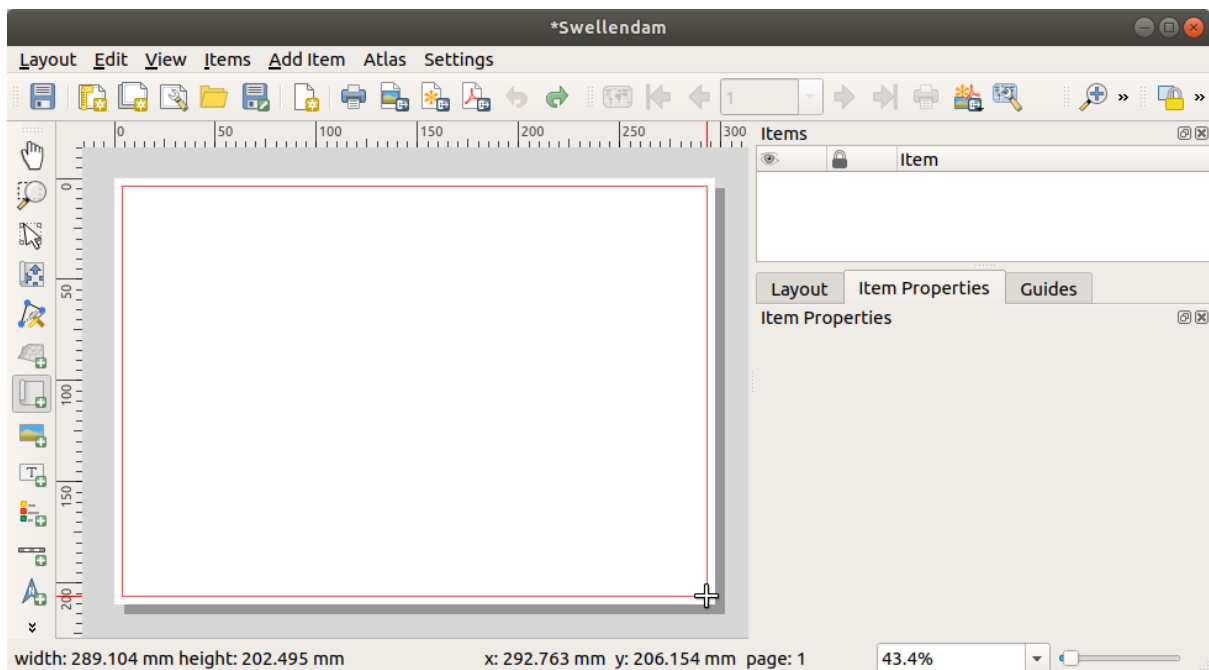 *Swellendam
Layout Edit View Items Add Item Atlas Settings
1
0 50 100 150 200 250 300
Items
Item
0
50
100
150
200
Layout Item Properties Guides
Item Properties
T
N
width: 289.104 mm height: 202.495 mm x: 292.763 mm y: 206.154 mm page: 1 43.4%